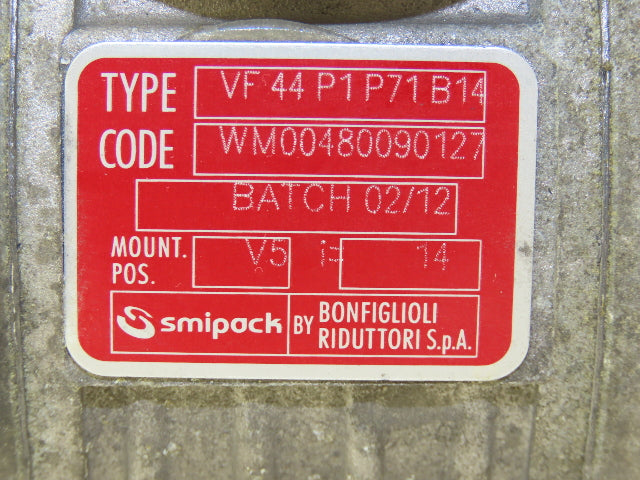 TYPE VF 44 P1 P71 B14
CODE WM00480090127
BATCH 02/12
MOUNT. POS. V5 i= 14
smipack BY BONFIGLIOLI RIDUTTORI S.p.A.